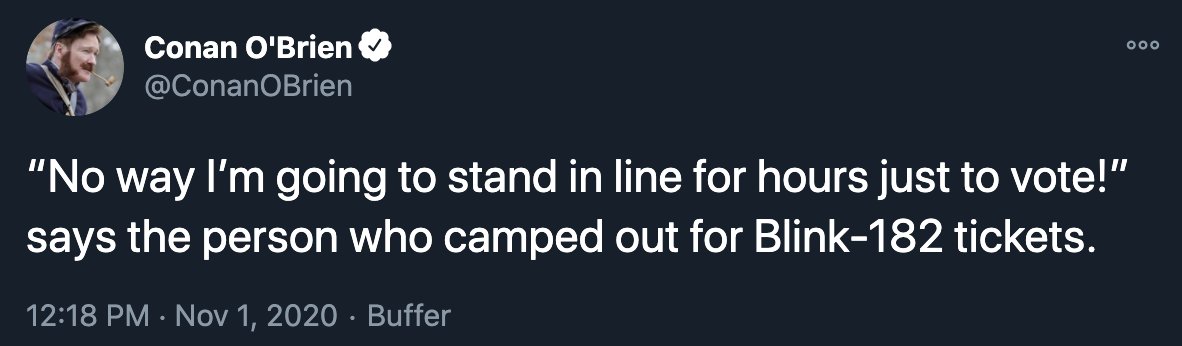 Conan O'Brien
@ConanOBrien
“No way I’m going to stand in line for hours just to vote!”
says the person who camped out for Blink-182 tickets.
12:18 PM · Nov 1, 2020 · Buffer